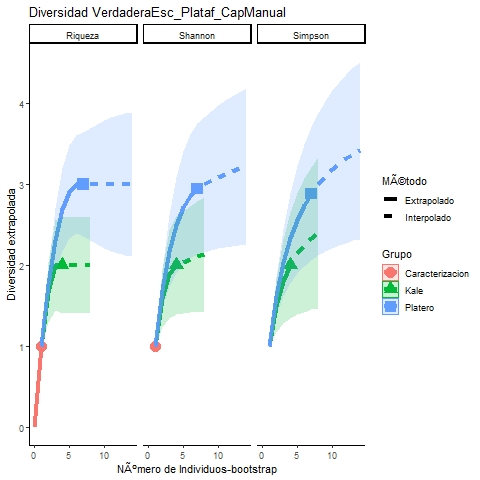 Diversidad VerdaderaEsc_Plataf_CapManual
Riqueza
Shannon
Simpson
Diversidad extrapolada
4
3
2
1
0
0 5 10
0 5 10
0 5 10
NÃºmero de Individuos-bootstrap
MÃ©todo
Extrapolado
Interpolado
Grupo
Caracterizacion
Kale
Platero